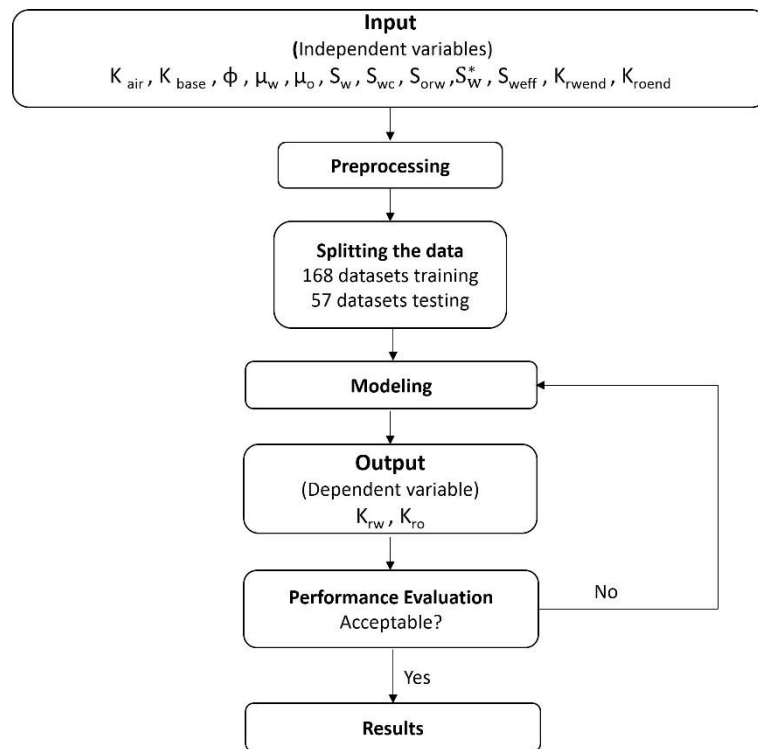 Input
(Independent variables)
K air , K base , ϕ, μw , μo , Sw , Swc , Sorw ,S*w , Sweff , Krwend , Kroend
Preprocessing
Splitting the data
168 datasets training
57 datasets testing
Modeling
Output
(Dependent variable)
Krw , Kro
Performance Evaluation
Acceptable?
No
Yes
Results